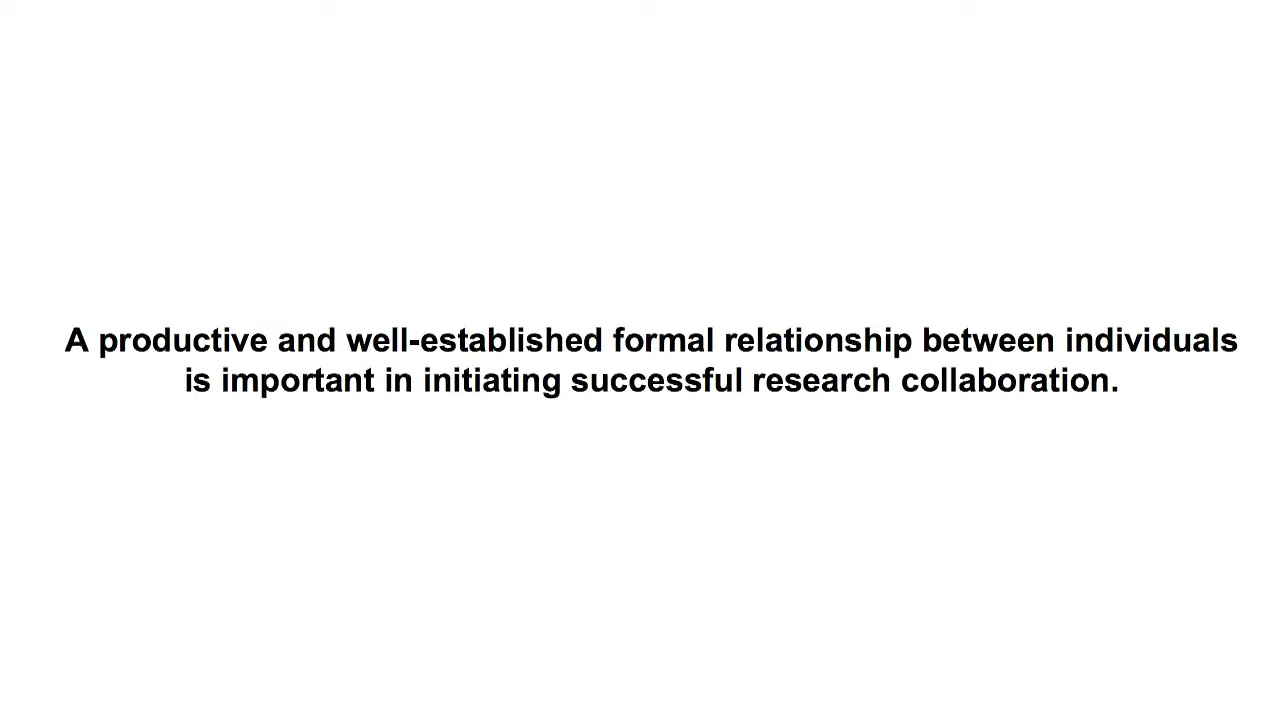 A productive and well-established formal relationship between individuals
is important in initiating successful research collaboration.